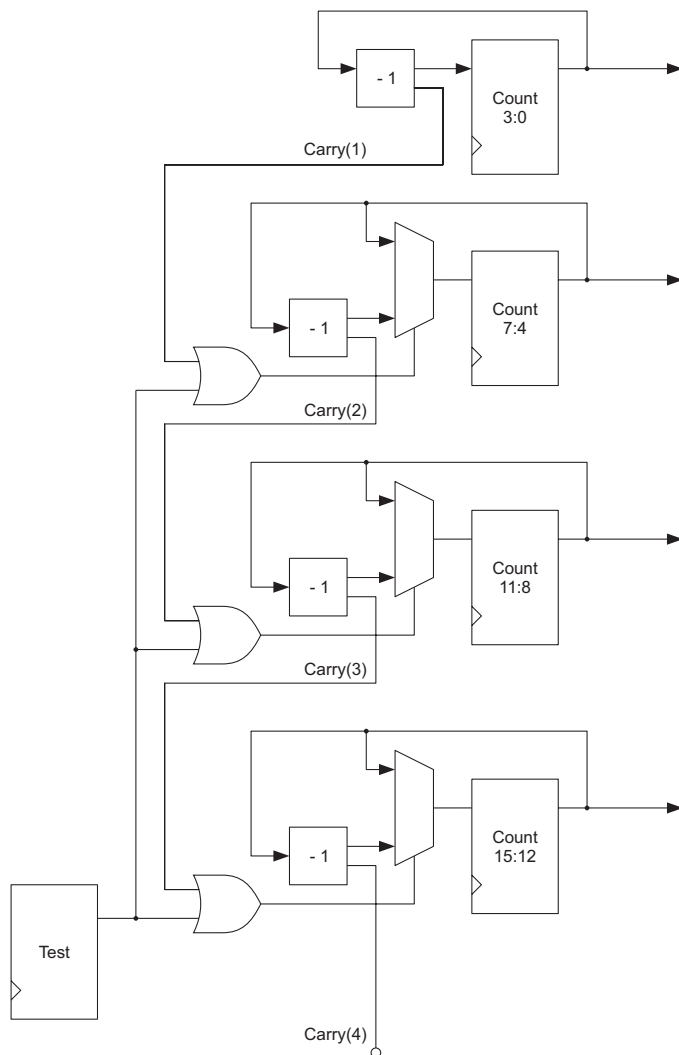 - 1
Count
3:0
Carry(1)
- 1
Count
7:4
Carry(2)
- 1
Count
11:8
Carry(3)
- 1
Count
15:12
Test
Carry(4)